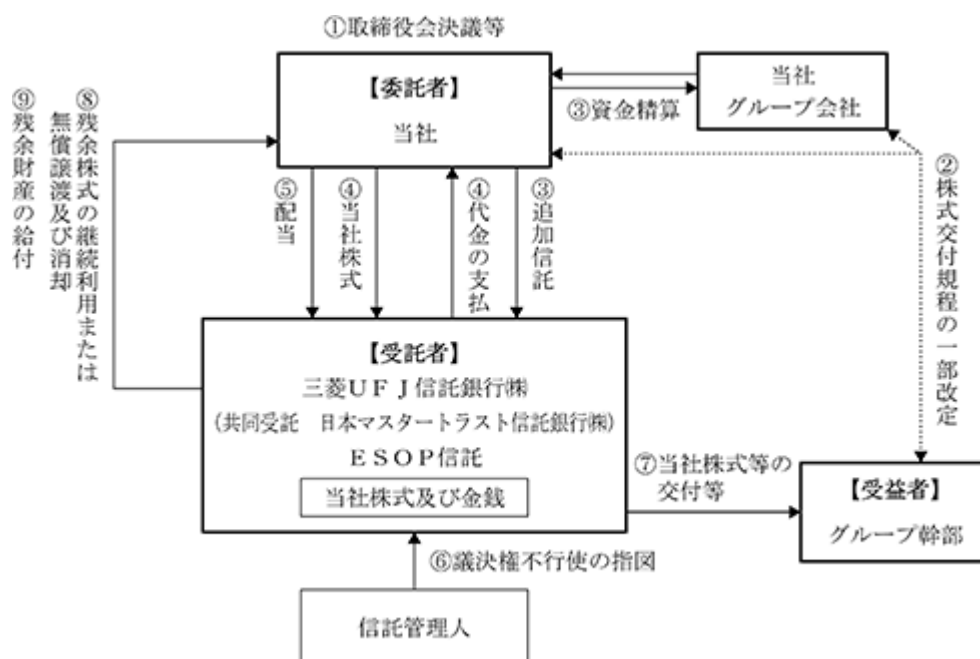 ①取締役会決議等
【委託者】
当社
当社
グループ会社
③資金精算
②株式交付規程の一部改定
⑨残余財産の給付
⑧残余株式の継続利用または
無償譲渡及び消却
⑤配当
④当社株式
④代金の支払
③追加信託
【受託者】
三菱UFJ信託銀行㈱
(共同受託　日本マスタートラスト信託銀行㈱)
ESOP信託
当社株式及び金銭
⑦当社株式等の
交付等
【受益者】
グループ幹部
⑥議決権不行使の指図
信託管理人